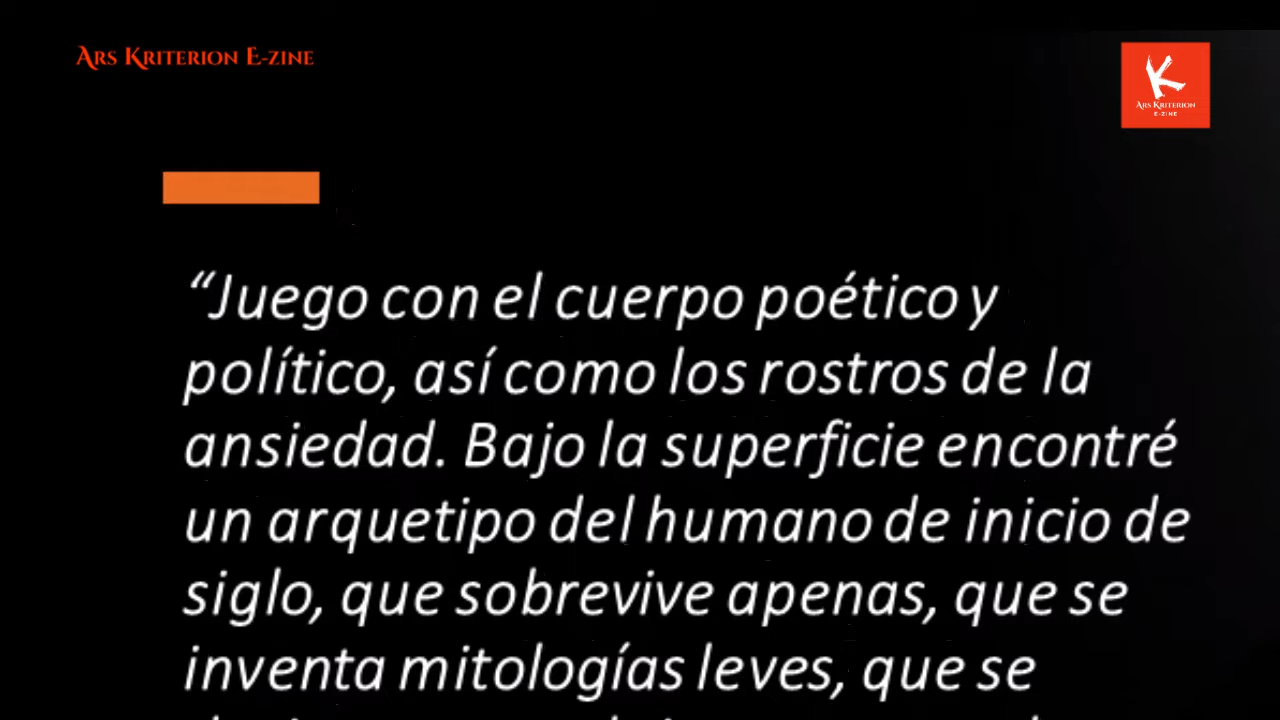 Ars Kriterion E-zine
K
Ars Kriterion
E-ZINE
“Juego con el cuerpo poético y
político, así como los rostros de la
ansiedad. Bajo la superficie encontré
un arquetipo del humano de inicio de
siglo, que sobrevive apenas, que se
inventa mitologías leves, que se